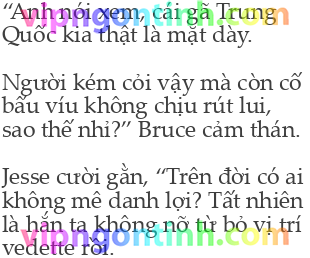 “Anh nói xem, cái gã Trung
Quốc kia thật là mặt dày.
Người kém cỏi vậy mà còn cố
bấu víu không chịu rút lui,
sao thế nhỉ?” Bruce cảm thán.
Jesse cười gằn, “Trên đời có ai
không mê danh lợi? Tất nhiên
là hắn ta không nỡ từ bỏ vị trí
vedette rồi.
vipngontinh.com
vipngontinh.com